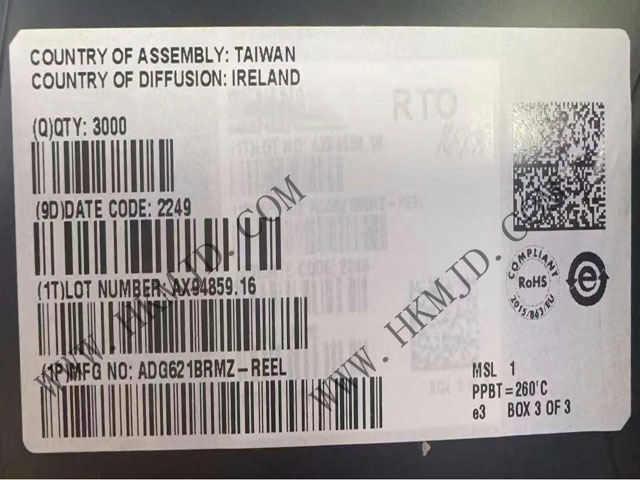 COUNTRY OF ASSEMBLY: TAIWAN
COUNTRY OF DIFFUSION: IRELAND
(Q)QTY: 3000
RTO
(9D)DATE CODE: 2249
(1T)LOT NUMBER: AX94859.16
(1P)MFG NO: ADG621BRMZ-REEL
COMPLIANT
RoHS
2015/863/EU
e
MSL 1
PPBT=260°C
e3 BOX 3 OF 3
WWW.HKMJD.COM
WWW.HKMJD.CO